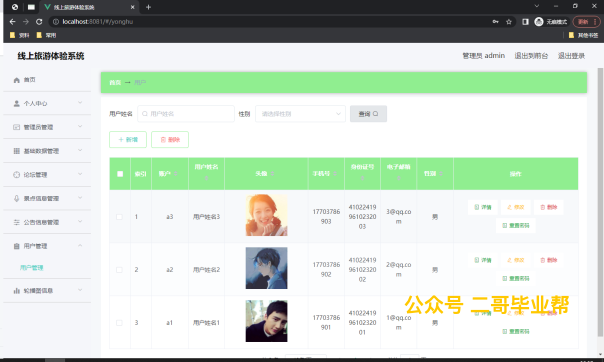 线上旅游体验系统
localhost:8081/#/yonghu
无痕模式
更新
资料
常用
其他书签
线上旅游体验系统
管理员 admin
退出到前台
退出登录
首页
个人中心
管理员管理
基础数据管理
论坛管理
景点信息管理
公告信息管理
用户管理
用户管理
轮播图信息
首页 → 用户
用户姓名
用户姓名
性别
请选择性别
查询
+ 新增
删除
索引
账户
用户姓名
头像
手机号
身份证号
电子邮箱
性别
操作
1
a3
用户姓名3
17703786903
410224199610232003
3@qq.com
男
详情
修改
删除
重置密码
2
a2
用户姓名2
17703786902
410224199610232002
2@qq.com
男
详情
修改
删除
重置密码
3
a1
用户姓名1
17703786901
410224199610232001
1@qq.com
男
详情
删除
重置密码
公众号 二哥毕业帮